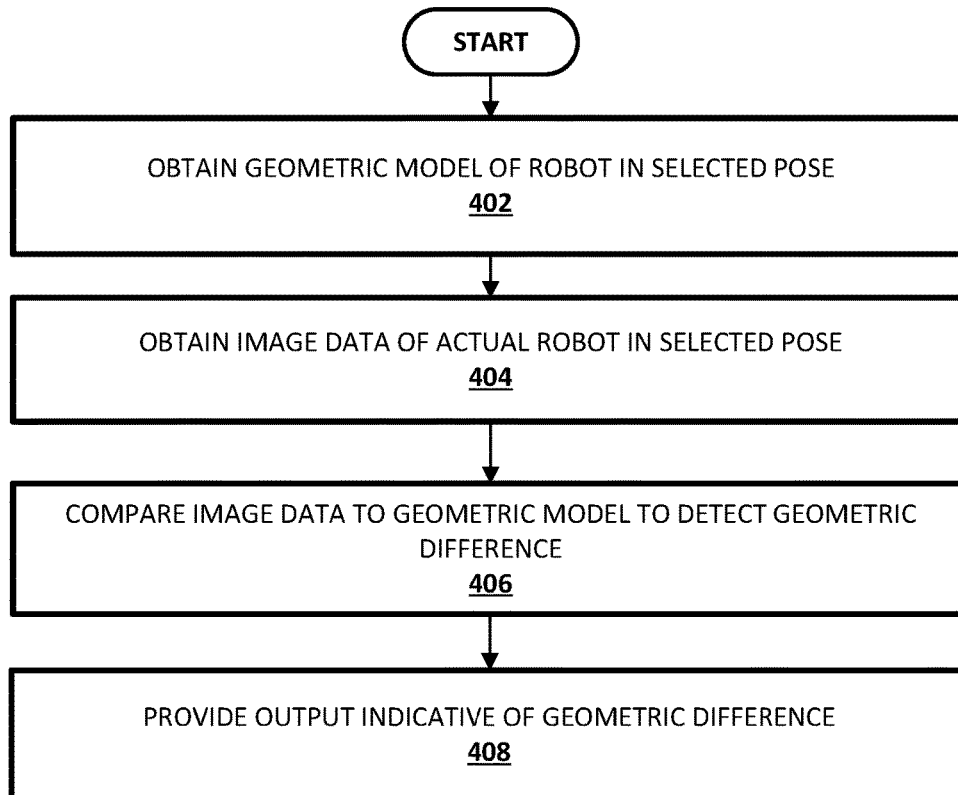 START
OBTAIN GEOMETRIC MODEL OF ROBOT IN SELECTED POSE
402
OBTAIN IMAGE DATA OF ACTUAL ROBOT IN SELECTED POSE
404
COMPARE IMAGE DATA TO GEOMETRIC MODEL TO DETECT GEOMETRIC
DIFFERENCE
406
PROVIDE OUTPUT INDICATIVE OF GEOMETRIC DIFFERENCE
408